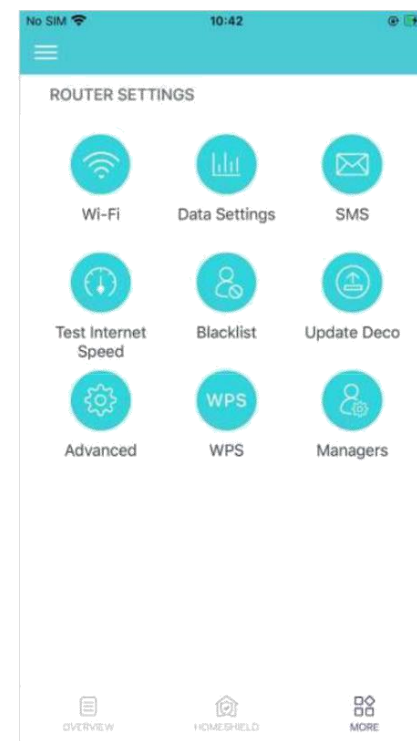 No SIM 10:42
ROUTER SETTINGS
Wi-Fi Data Settings SMS
Test Internet Speed Blacklist Update Deco
WPS
Advanced WPS Managers
OVERVIEW HOMESHIELD MORE